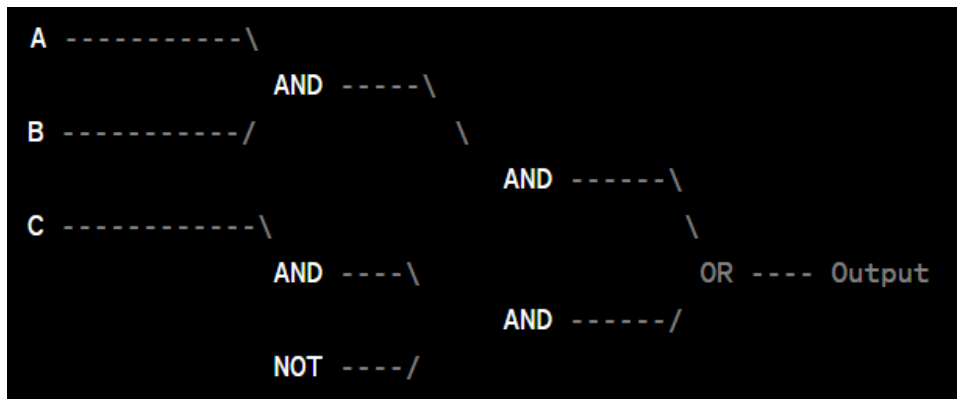 A -----------\
AND -----\
B -----------/ \
AND ------\
C ------------\ \
AND ----\ OR ---- Output
AND ------/
NOT ----/